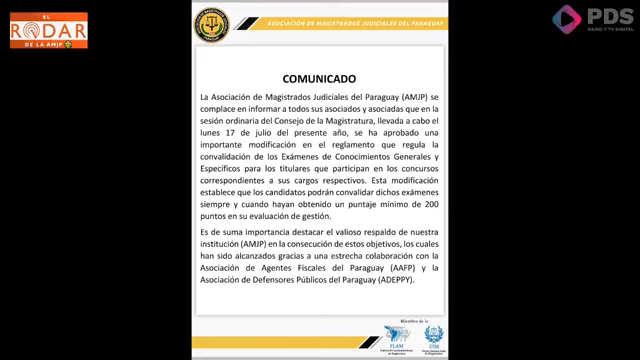 EL
RADAR
DE LA AMJP
PDS
RADIO Y TV DIGITAL
ASOCIACIÓN DE MAGISTRADOS JUDICIALES DEL PARAGUAY
COMUNICADO
La Asociación de Magistrados Judiciales del Paraguay (AMJP) se
complace en informar a todos sus asociados y asociadas que en la
sesión ordinaria del Consejo de la Magistratura, llevada a cabo el
lunes 17 de julio del presente año, se ha aprobado una
importante modificación en el reglamento que regula la
convalidación de los Exámenes de Conocimientos Generales y
Específicos para los titulares que participan en los concursos
correspondientes a sus cargos respectivos. Esta modificación
establece que los candidatos podrán convalidar dichos exámenes
siempre y cuando hayan obtenido un puntaje mínimo de 200
puntos en su evaluación de gestión.
Es de suma importancia destacar el valioso respaldo de nuestra
institución (AMJP) en la consecución de estos objetivos, los cuales
han sido alcanzados gracias a una estrecha colaboración con la
Asociación de Agentes Fiscales del Paraguay (AAFP) y la
Asociación de Defensores Públicos del Paraguay (ADEPPY).
Miembro de la
FLAM
UIM